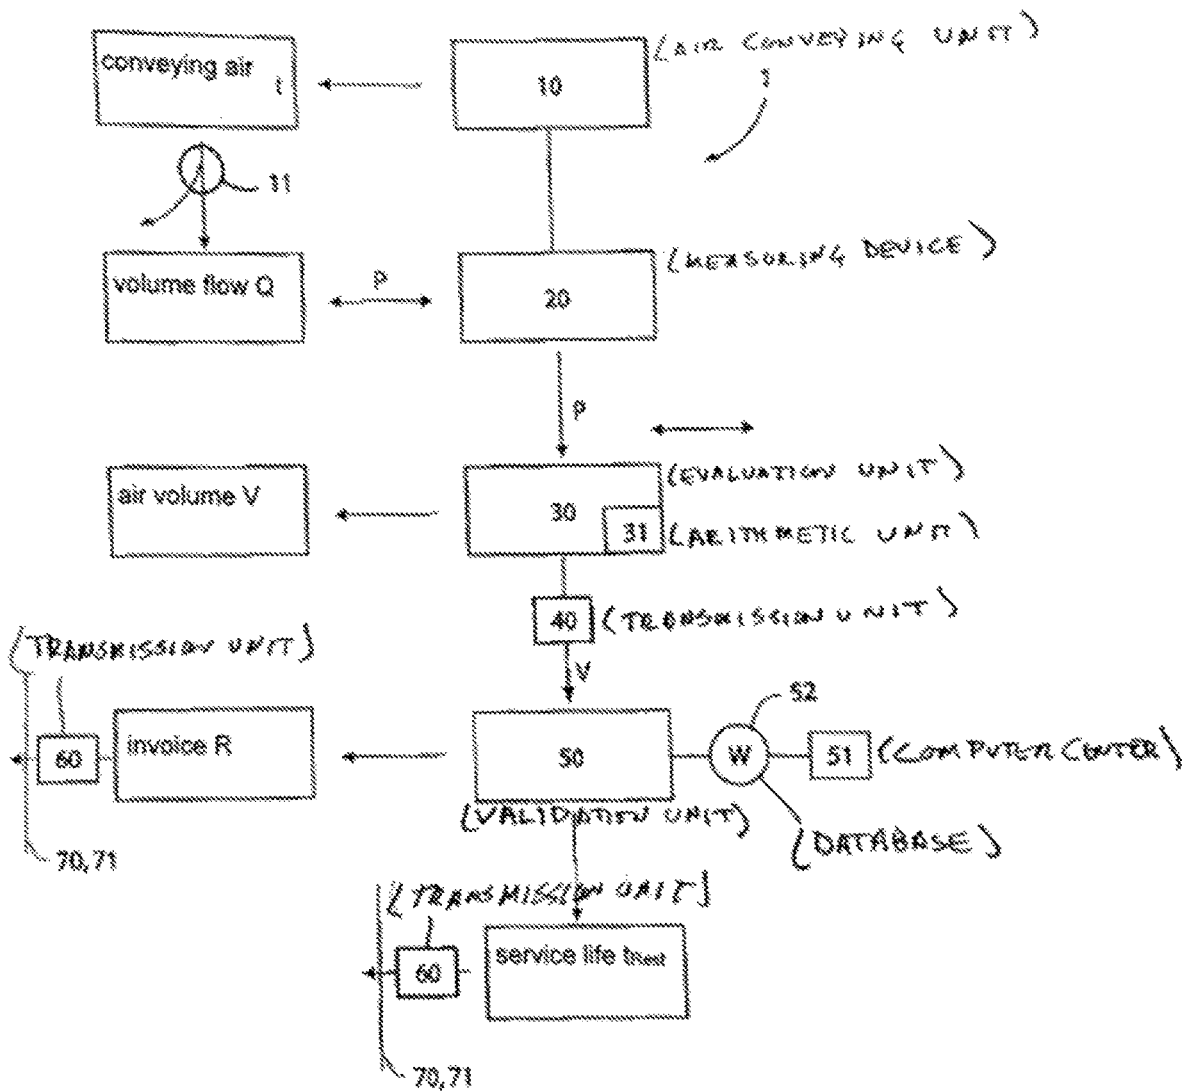 conveying air
t
10
(AIR CONVEYING UNIT)
1
11
volume flow Q
p
20
(MEASURING DEVICE)
p
air volume V
30
31
(EVALUATION UNIT)
(ARITHMETIC UNIT)
40
(TRANSMISSION UNIT)
V
(TRANSMISSION UNIT)
60
invoice R
50
W
52
51
(COMPUTER CENTER)
(VALIDATION UNIT)
(DATABASE)
70, 71
(TRANSMISSION UNIT)
60
service life tRest
70, 71